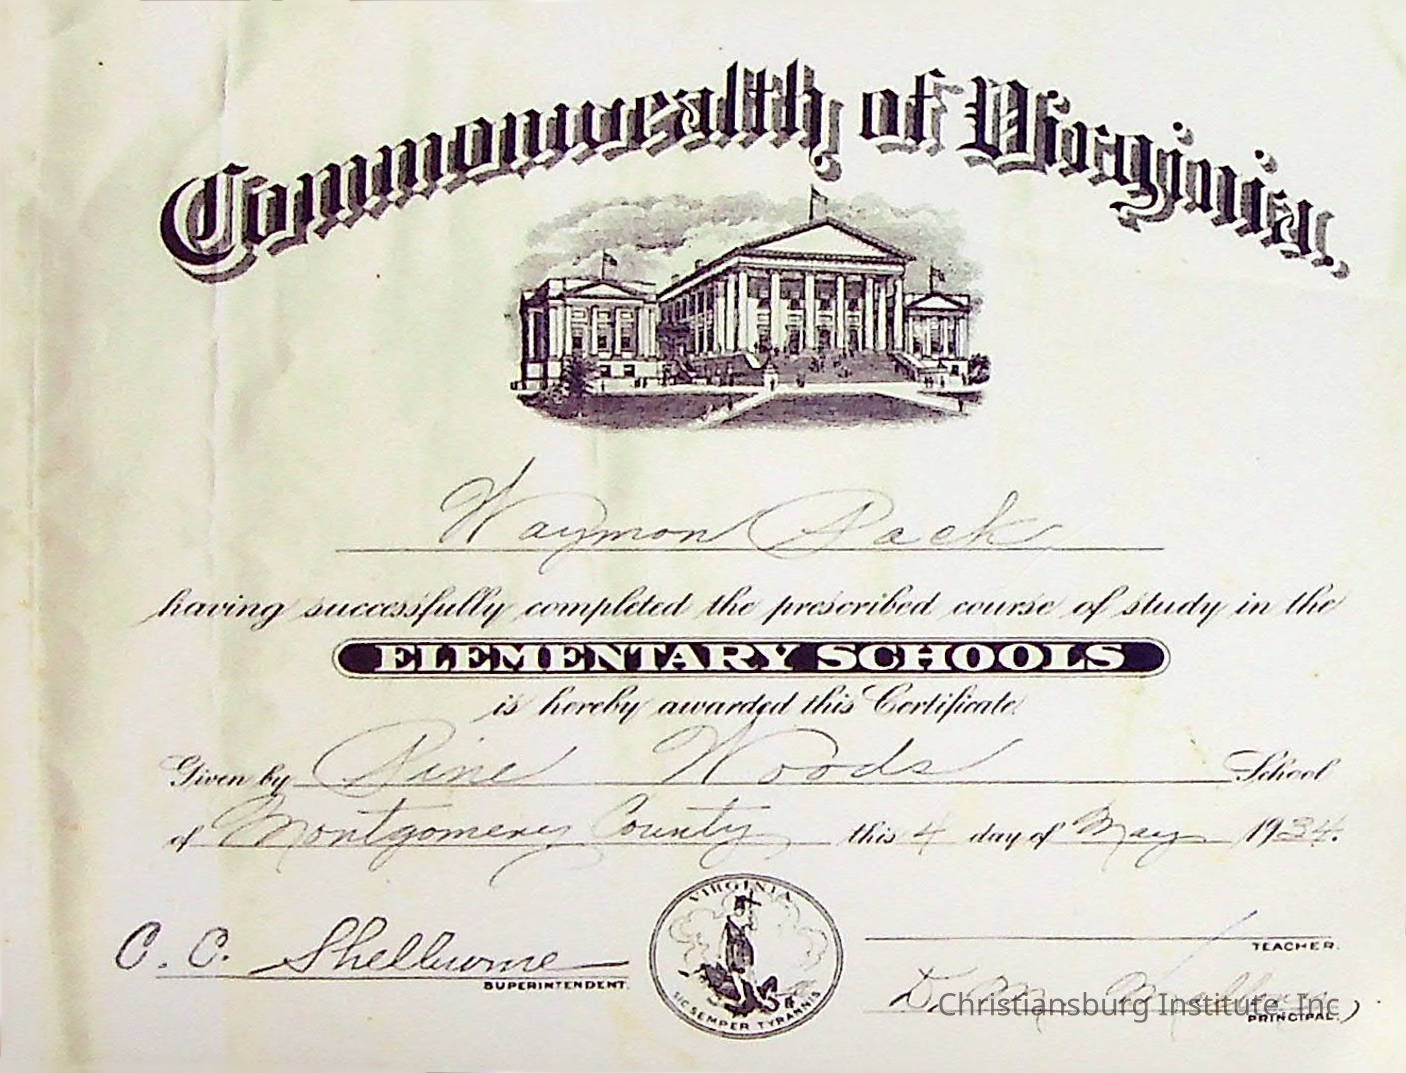 Commonwealth of Virginia,
Waymon Pack
having successfully completed the prescribed course of study in the
ELEMENTARY SCHOOLS
is hereby awarded this Certificate.
Given by Pine Woods School
of Montgomery County this 4 day of May 1934.
C. C. Shelburne
SUPERINTENDENT.
VIRGINIA
SIC SEMPER TYRANNIS
TEACHER.
D. M.
Christiansburg Institute, Inc
PRINCIPAL.